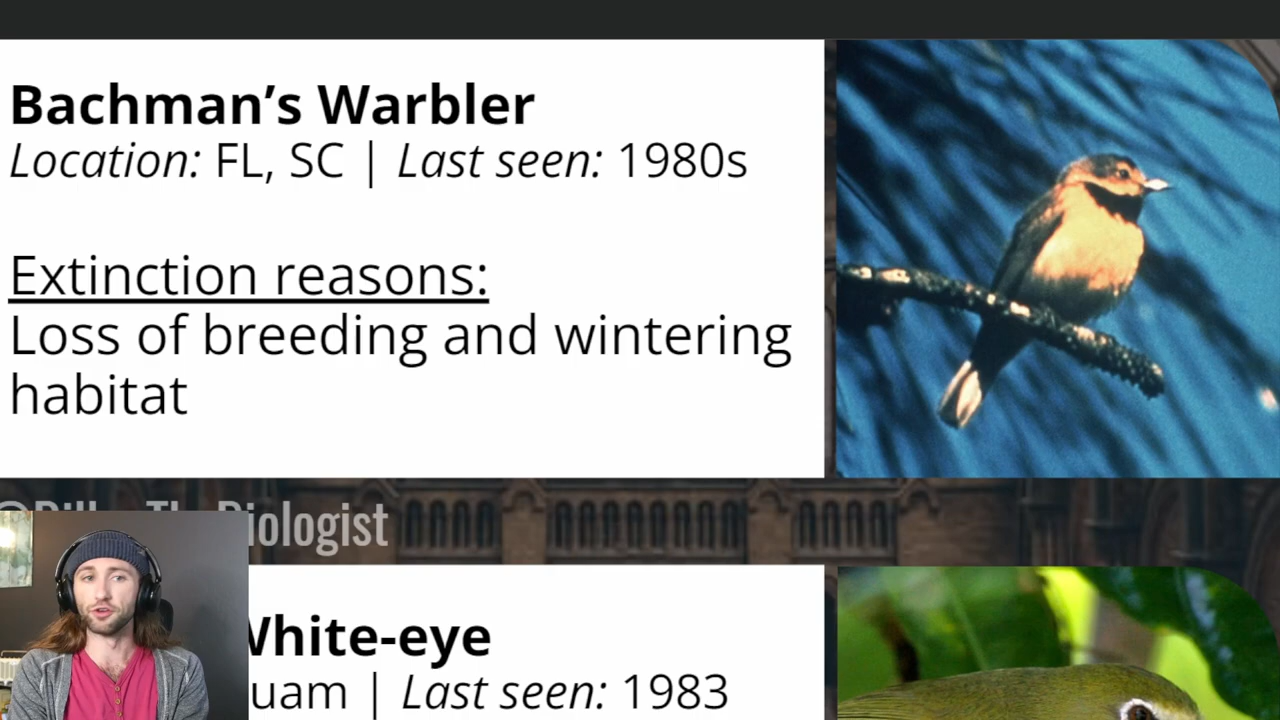 Bachman’s Warbler
Location: FL, SC | Last seen: 1980s
Extinction reasons:
Loss of breeding and wintering
habitat
White-eye
uam | Last seen: 1983